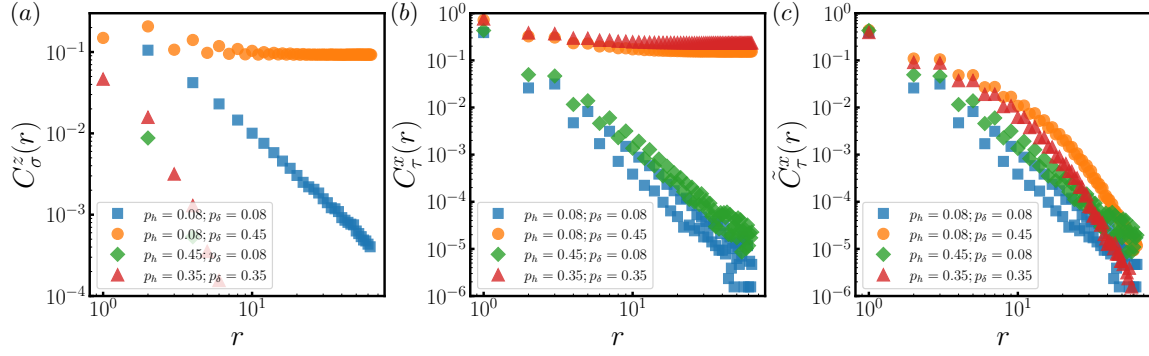 (a)
C_σ^z(r)
10^{-1}
10^{-2}
10^{-3}
10^{-4}
10^0
10^1
r
p_h = 0.08; p_δ = 0.08
p_h = 0.08; p_δ = 0.45
p_h = 0.45; p_δ = 0.08
p_h = 0.35; p_δ = 0.35
(b)
C_τ^x(r)
10^0
10^{-1}
10^{-2}
10^{-3}
10^{-4}
10^{-5}
10^{-6}
10^0
10^1
r
p_h = 0.08; p_δ = 0.08
p_h = 0.08; p_δ = 0.45
p_h = 0.45; p_δ = 0.08
p_h = 0.35; p_δ = 0.35
(c)
C̃_τ^x(r)
10^0
10^{-1}
10^{-2}
10^{-3}
10^{-4}
10^{-5}
10^{-6}
10^0
10^1
r
p_h = 0.08; p_δ = 0.08
p_h = 0.08; p_δ = 0.45
p_h = 0.45; p_δ = 0.08
p_h = 0.35; p_δ = 0.35